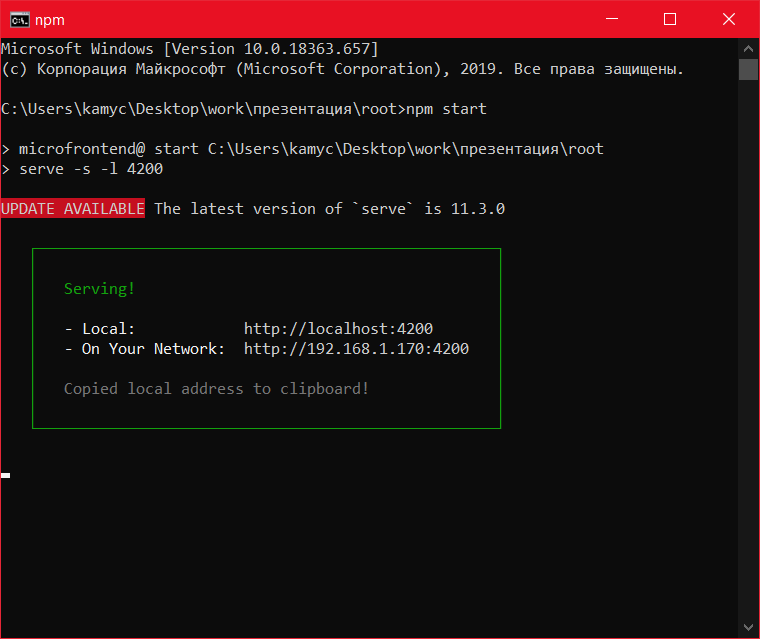 npm
Microsoft Windows [Version 10.0.18363.657]
(c) Корпорация Майкрософт (Microsoft Corporation), 2019. Все права защищены.
C:\Users\kamyc\Desktop\work\презентация\root>npm start
> microfrontend@ start C:\Users\kamyc\Desktop\work\презентация\root
> serve -s -l 4200
UPDATE AVAILABLE The latest version of `serve` is 11.3.0
Serving!
- Local: http://localhost:4200
- On Your Network: http://192.168.1.170:4200
Copied local address to clipboard!